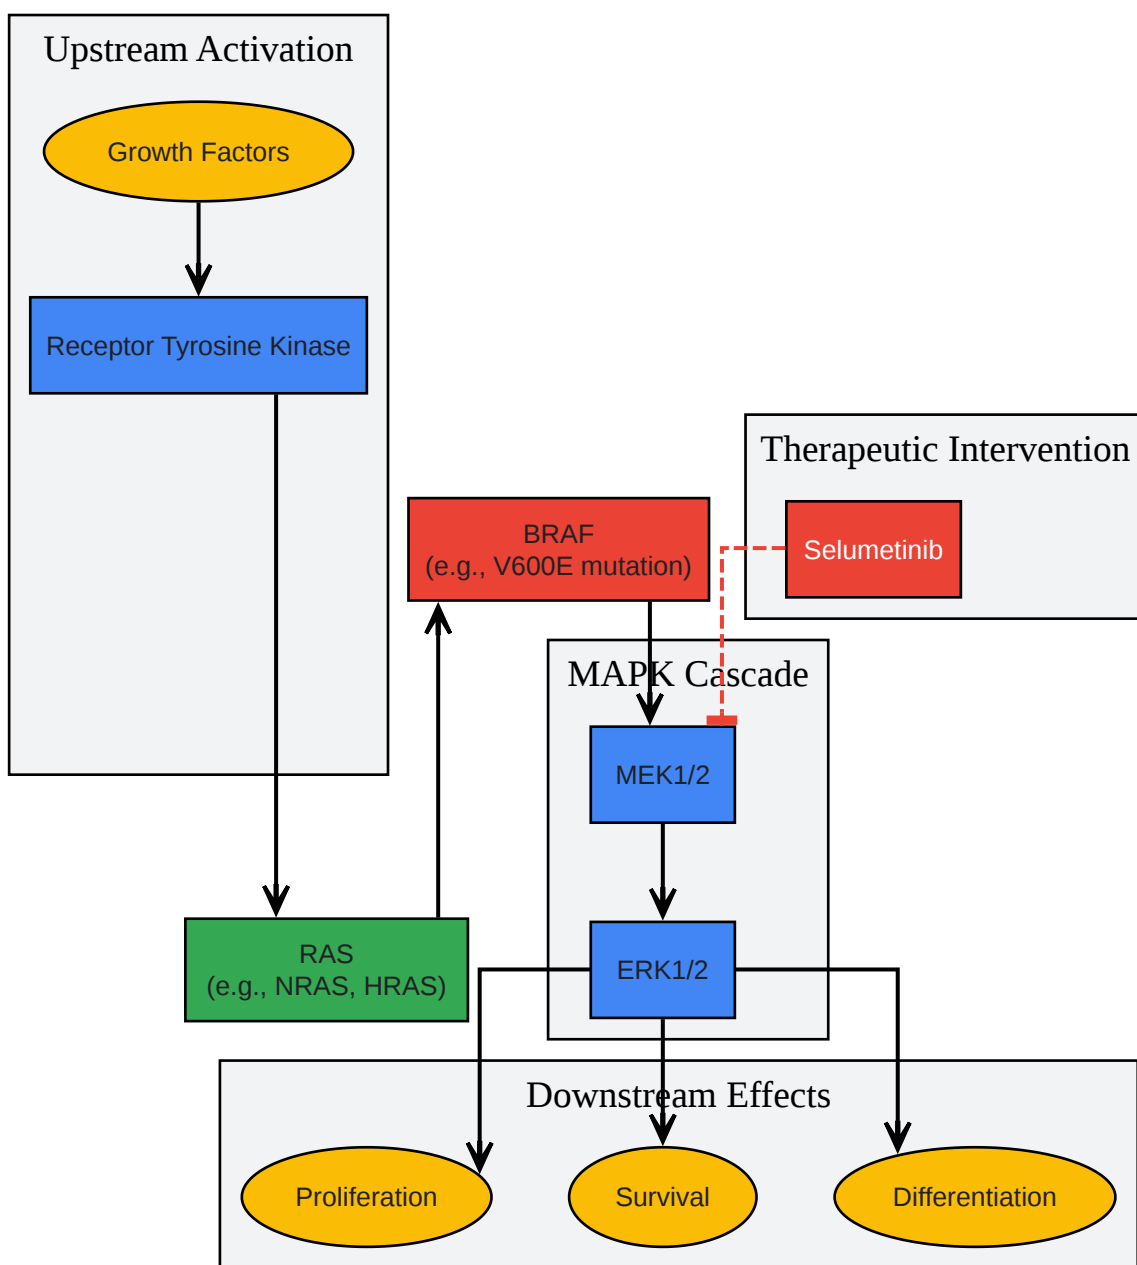 Upstream Activation
Growth Factors
Receptor Tyrosine Kinase
Therapeutic Intervention
BRAF
(e.g., V600E mutation)
Selumetinib
MAPK Cascade
MEK1/2
RAS
(e.g., NRAS, HRAS)
ERK1/2
Downstream Effects
Proliferation
Survival
Differentiation